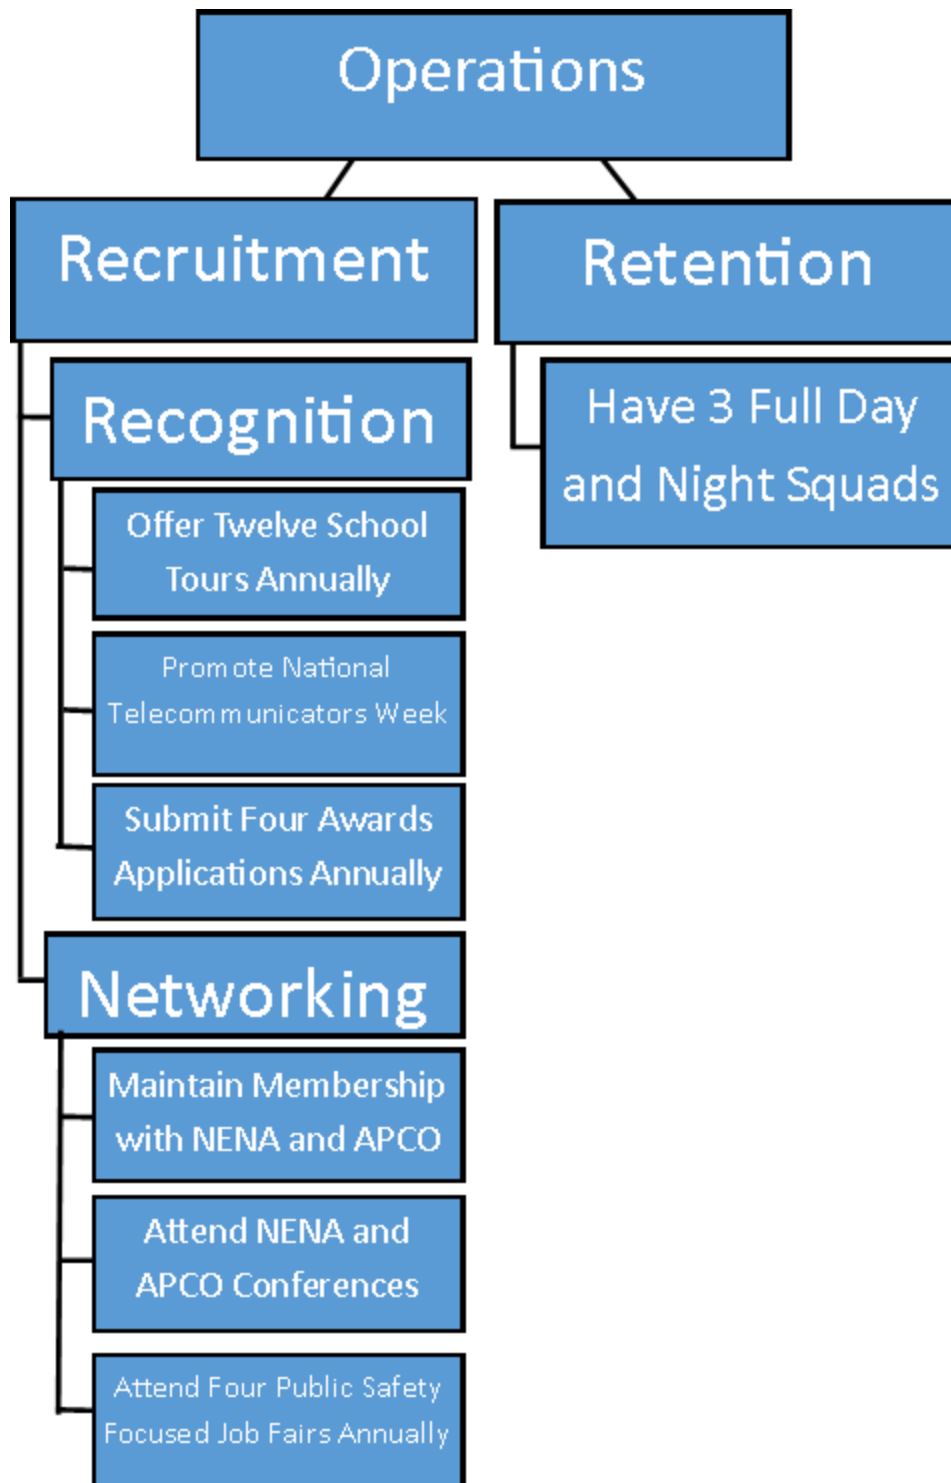 Operations
Recruitment
Retention
Recognition
Have 3 Full Day
and Night Squads
Offer Twelve School
Tours Annually
Promote National
Telecommunicators Week
Submit Four Awards
Applications Annually
Networking
Maintain Membership
with NENA and APCO
Attend NENA and
APCO Conferences
Attend Four Public Safety
Focused Job Fairs Annually